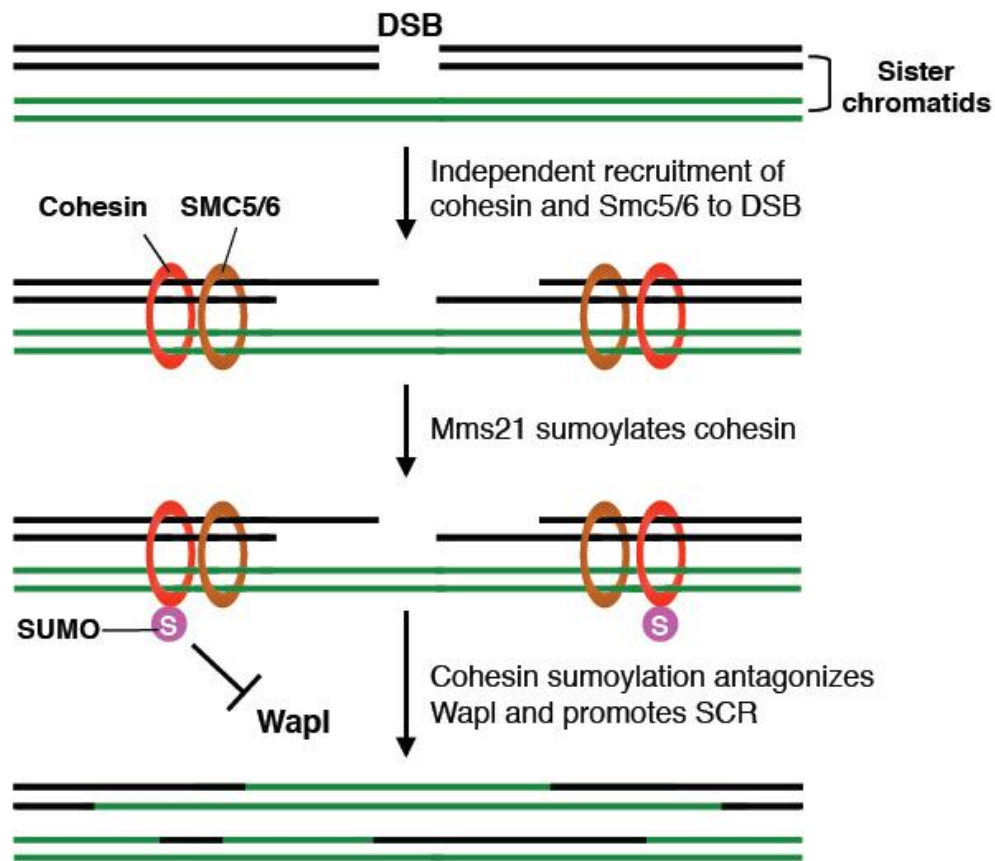 DSB
Sister
chromatids
Independent recruitment of
cohesin and Smc5/6 to DSB
Cohesin SMC5/6
Mms21 sumoylates cohesin
SUMO
S
S
Cohesin sumoylation antagonizes
Wapl and promotes SCR
Wapl